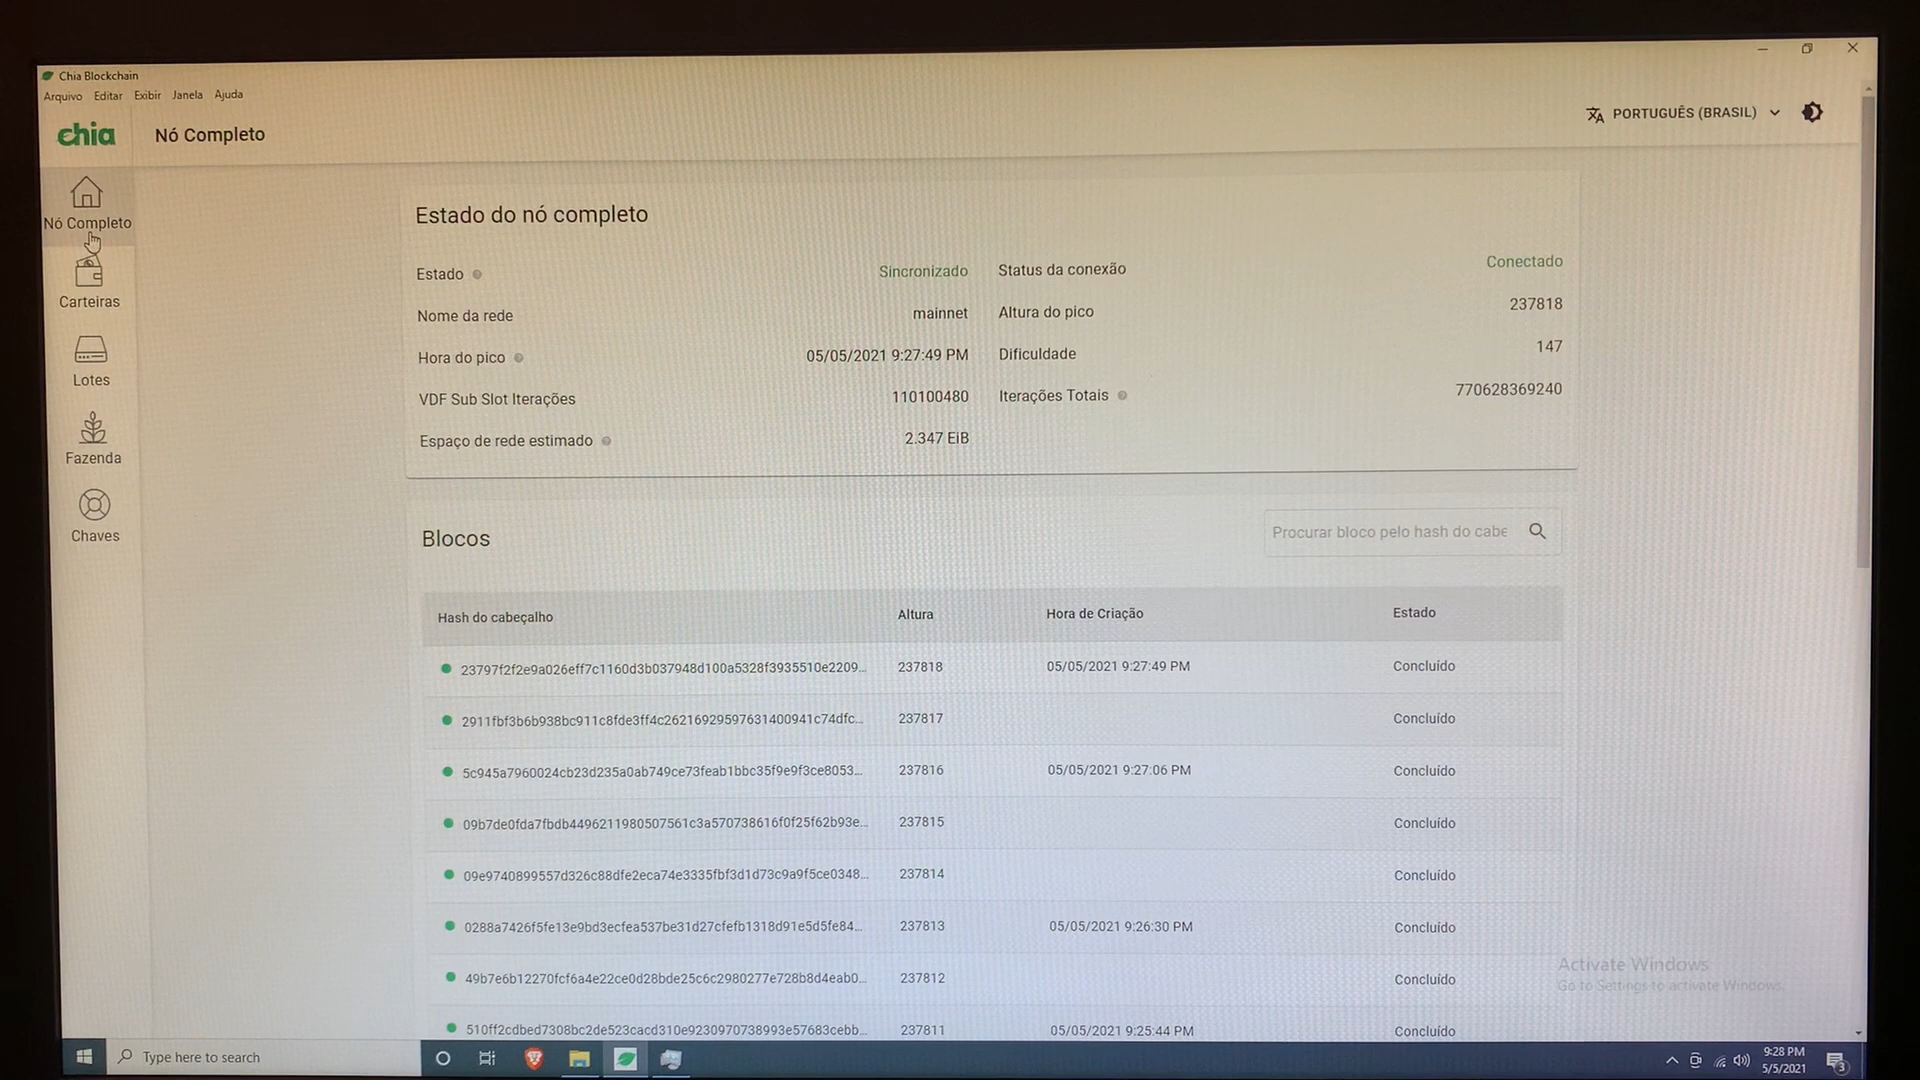 Chia Blockchain
Arquivo Editar Exibir Janela Ajuda
chia
Nó Completo
PORTUGUÊS (BRASIL)
Nó Completo
Carteiras
Lotes
Fazenda
Chaves
Estado do nó completo
Estado Sincronizado Status da conexão Conectado
Nome da rede mainnet Altura do pico 237818
Hora do pico 05/05/2021 9:27:49 PM Dificuldade 147
VDF Sub Slot Iterações 110100480 Iterações Totais 770628369240
Espaço de rede estimado 2.347 EiB
Blocos
Procurar bloco pelo hash do cabe
Hash do cabeçalho Altura Hora de Criação Estado
23797f2f2e9a026eff7c1160d3b037948d100a5328f3935510e2209... 237818 05/05/2021 9:27:49 PM Concluído
2911fbf3b6b938bc911c8fde3ff4c26216929597631400941c74dfc... 237817 Concluído
5c945a7960024cb23d235a0ab749ce73feab1bbc35f9e9f3ce8053... 237816 05/05/2021 9:27:06 PM Concluído
09b7de0fda7fbdb4496211980507561c3a570738616f0f25f62b93e... 237815 Concluído
09e9740899557d326c88dfe2eca74e3335fbf3d1d73c9a9f5ce0348... 237814 Concluído
0288a7426f5fe13e9bd3ecfea537be31d27cfefb1318d91e5d5fe84... 237813 05/05/2021 9:26:30 PM Concluído
49b7e6b12270fcf6a4e22ce0d28bde25c6c2980277e728b8d4eab0... 237812 Concluído
510ff2cdbed7308bc2de523cacd310e9230970738993e57683cebb... 237811 05/05/2021 9:25:44 PM Concluído
Activate Windows
Go to Settings to activate Windows.
Type here to search
9:28 PM
5/5/2021
3